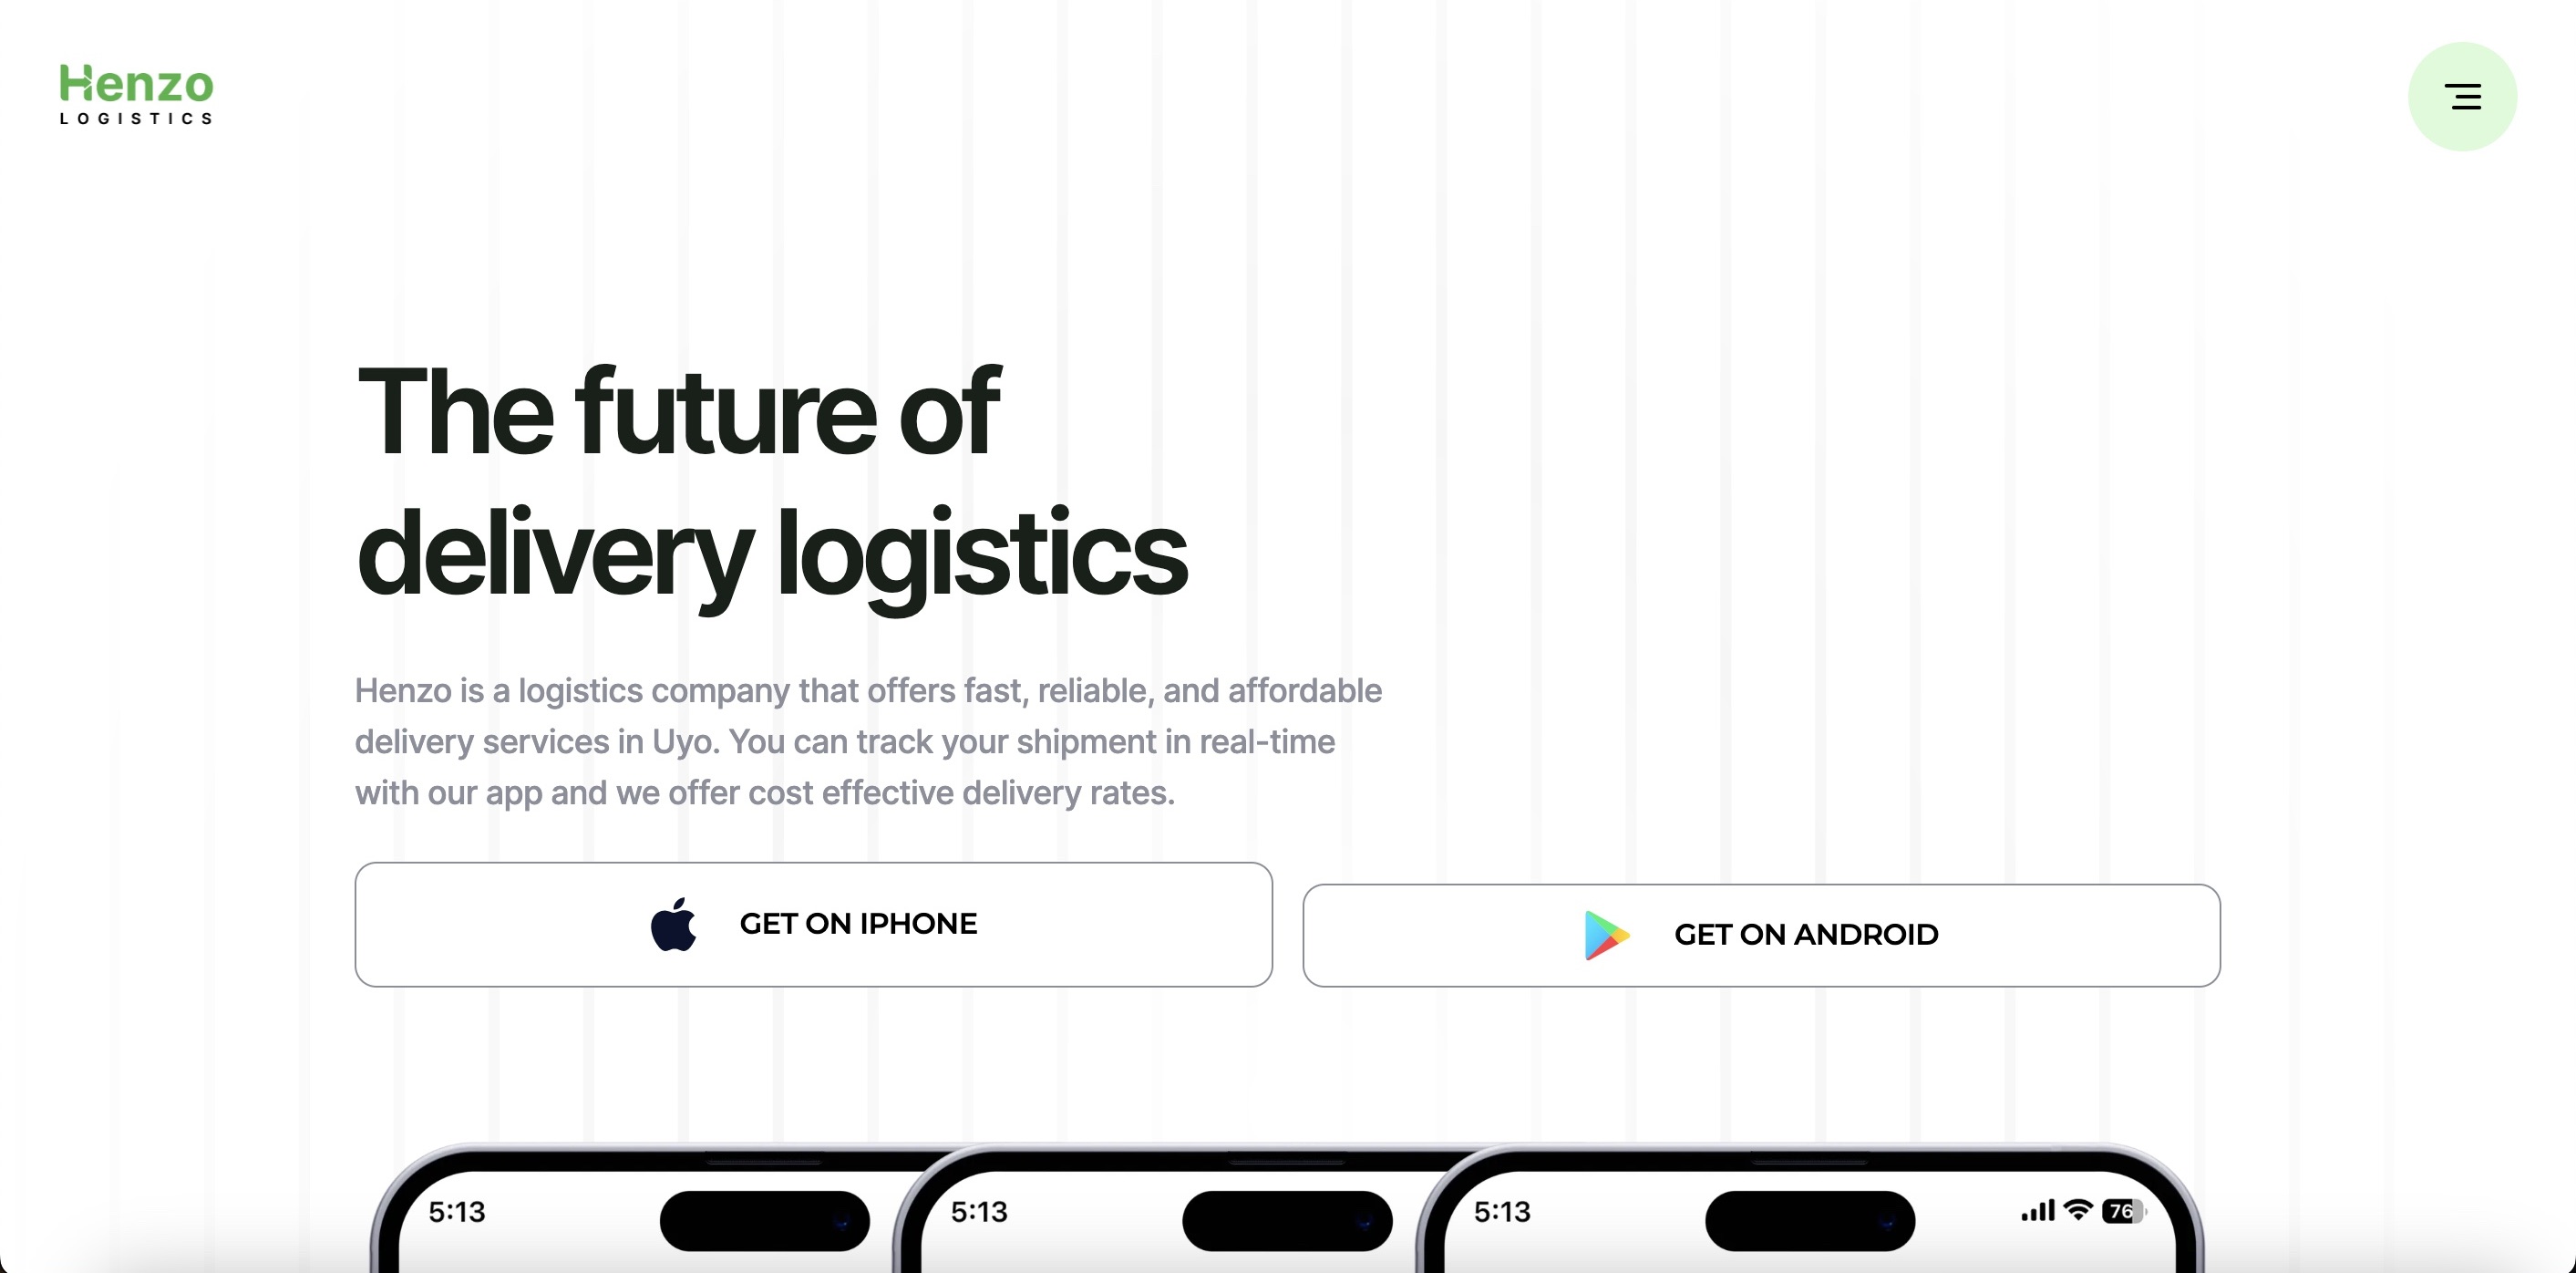 Henzo
LOGISTICS
The future of
delivery logistics
Henzo is a logistics company that offers fast, reliable, and affordable
delivery services in Uyo. You can track your shipment in real-time
with our app and we offer cost effective delivery rates.
GET ON IPHONE
GET ON ANDROID
5:13
5:13
5:13
76